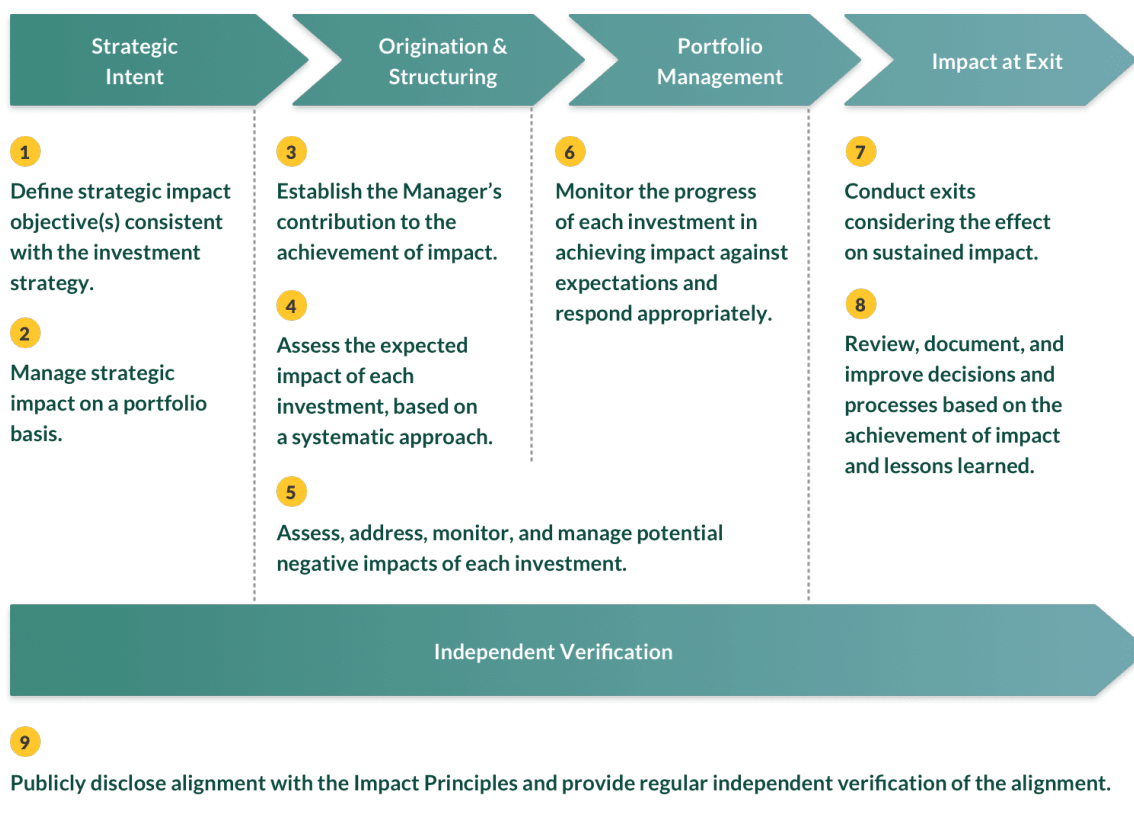 Strategic
Intent
Origination &
Structuring
Portfolio
Management
Impact at Exit
1
Define strategic impact
objective(s) consistent
with the investment
strategy.
2
Manage strategic
impact on a portfolio
basis.
3
Establish the Manager’s
contribution to the
achievement of impact.
4
Assess the expected
impact of each
investment, based on
a systematic approach.
5
Assess, address, monitor, and manage potential
negative impacts of each investment.
6
Monitor the progress
of each investment in
achieving impact against
expectations and
respond appropriately.
7
Conduct exits
considering the effect
on sustained impact.
8
Review, document, and
improve decisions and
processes based on the
achievement of impact
and lessons learned.
Independent Verification
9
Publicly disclose alignment with the Impact Principles and provide regular independent verification of the alignment.